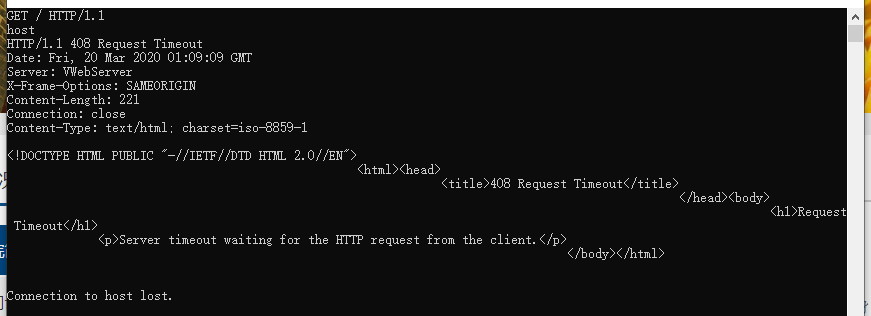 GET / HTTP/1.1
host
HTTP/1.1 408 Request Timeout
Date: Fri, 20 Mar 2020 01:09:09 GMT
Server: VWebServer
X-Frame-Options: SAMEORIGIN
Content-Length: 221
Connection: close
Content-Type: text/html; charset=iso-8859-1
<!DOCTYPE HTML PUBLIC "-//IETF//DTD HTML 2.0//EN">
<html><head>
<title>408 Request Timeout</title>
</head><body>
<h1>Request
Timeout</h1>
<p>Server timeout waiting for the HTTP request from the client.</p>
</body></html>
Connection to host lost.